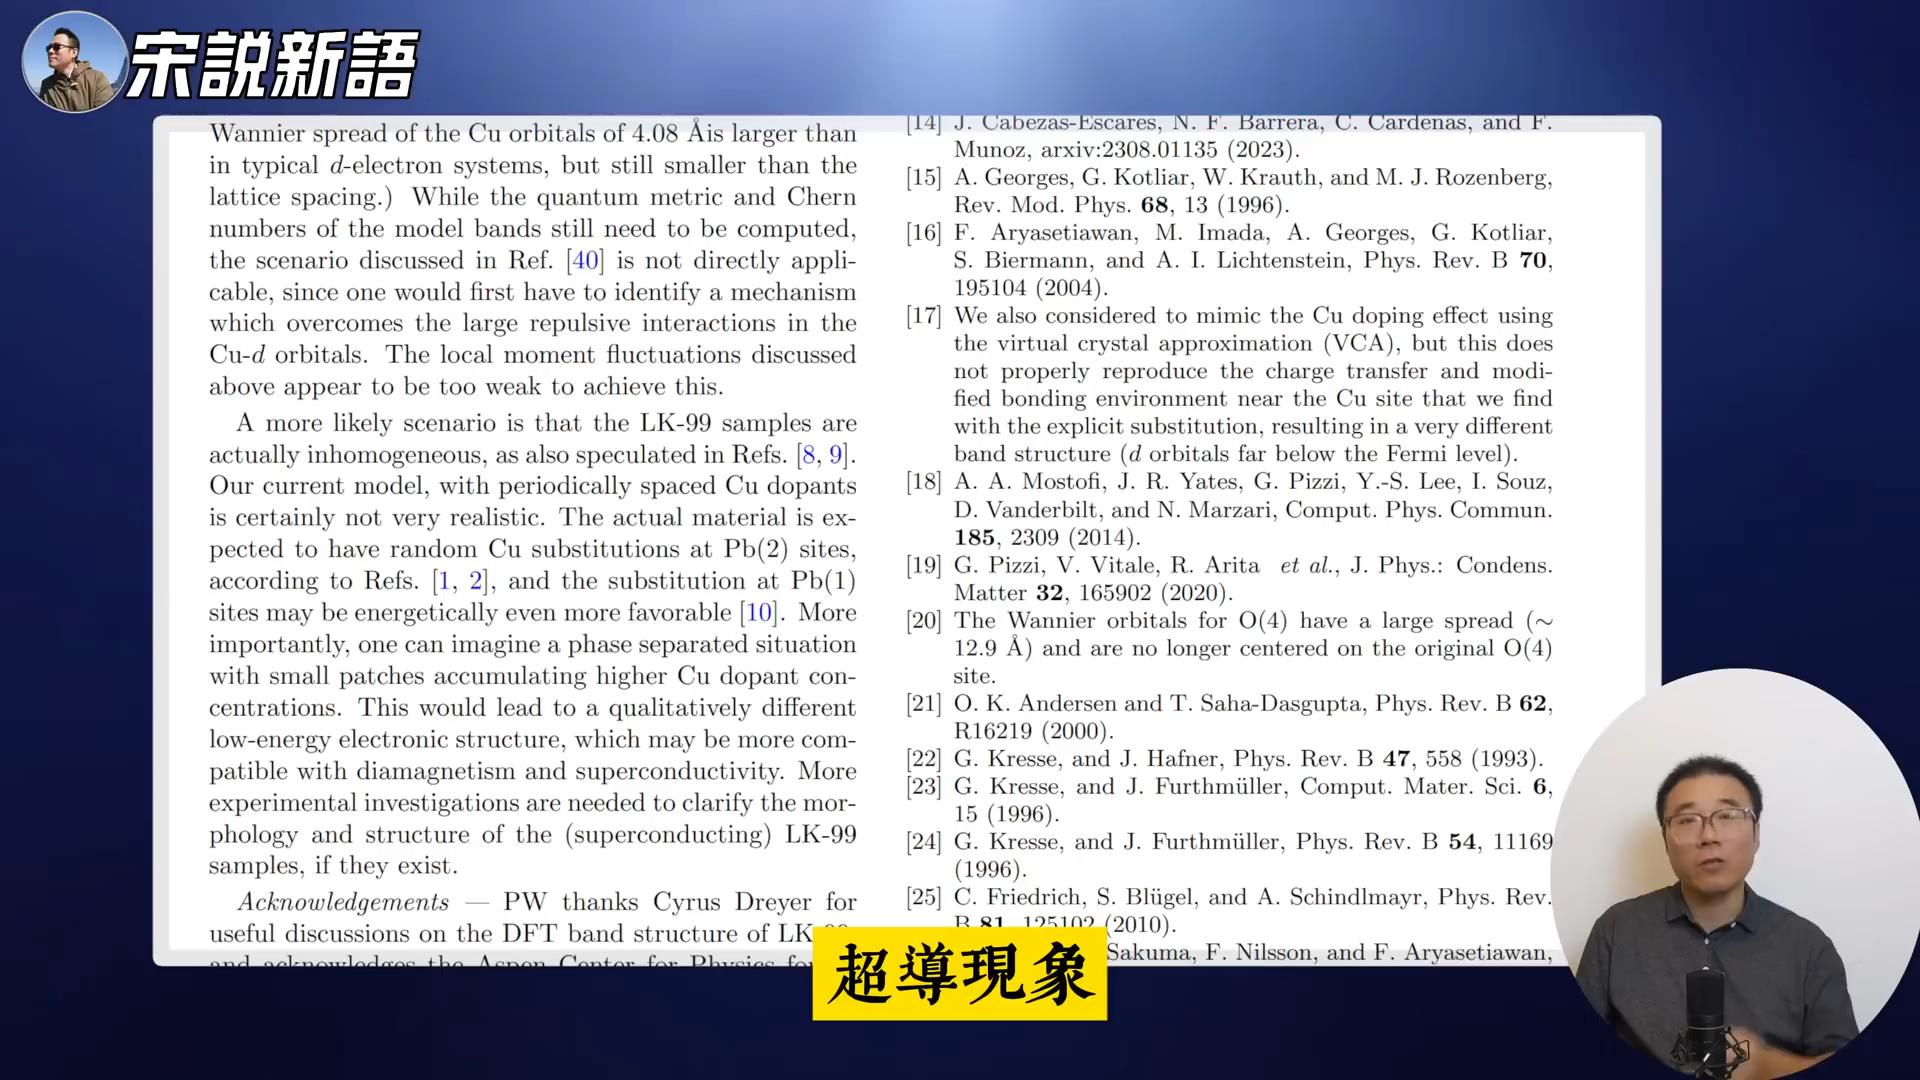 宋説新語
Wannier spread of the Cu orbitals of 4.08 Åis larger than
in typical d-electron systems, but still smaller than the
lattice spacing.) While the quantum metric and Chern
numbers of the model bands still need to be computed,
the scenario discussed in Ref. [40] is not directly appli-
cable, since one would first have to identify a mechanism
which overcomes the large repulsive interactions in the
Cu-d orbitals. The local moment fluctuations discussed
above appear to be too weak to achieve this.
A more likely scenario is that the LK-99 samples are
actually inhomogeneous, as also speculated in Refs. [8, 9].
Our current model, with periodically spaced Cu dopants
is certainly not very realistic. The actual material is ex-
pected to have random Cu substitutions at Pb(2) sites,
according to Refs. [1, 2], and the substitution at Pb(1)
sites may be energetically even more favorable [10]. More
importantly, one can imagine a phase separated situation
with small patches accumulating higher Cu dopant con-
centrations. This would lead to a qualitatively different
low-energy electronic structure, which may be more com-
patible with diamagnetism and superconductivity. More
experimental investigations are needed to clarify the mor-
phology and structure of the (superconducting) LK-99
samples, if they exist.
Acknowledgements — PW thanks Cyrus Dreyer for
useful discussions on the DFT band structure of LK-99
and acknowledges the Aspen Center for Physics for
[14] J. Cabezas-Escares, N. F. Barrera, C. Cardenas, and F.
Munoz, arxiv:2308.01135 (2023).
[15] A. Georges, G. Kotliar, W. Krauth, and M. J. Rozenberg,
Rev. Mod. Phys. 68, 13 (1996).
[16] F. Aryasetiawan, M. Imada, A. Georges, G. Kotliar,
S. Biermann, and A. I. Lichtenstein, Phys. Rev. B 70,
195104 (2004).
[17] We also considered to mimic the Cu doping effect using
the virtual crystal approximation (VCA), but this does
not properly reproduce the charge transfer and modi-
fied bonding environment near the Cu site that we find
with the explicit substitution, resulting in a very different
band structure (d orbitals far below the Fermi level).
[18] A. A. Mostofi, J. R. Yates, G. Pizzi, Y.-S. Lee, I. Souz,
D. Vanderbilt, and N. Marzari, Comput. Phys. Commun.
185, 2309 (2014).
[19] G. Pizzi, V. Vitale, R. Arita et al., J. Phys.: Condens.
Matter 32, 165902 (2020).
[20] The Wannier orbitals for O(4) have a large spread (∼
12.9 Å) and are no longer centered on the original O(4)
site.
[21] O. K. Andersen and T. Saha-Dasgupta, Phys. Rev. B 62,
R16219 (2000).
[22] G. Kresse, and J. Hafner, Phys. Rev. B 47, 558 (1993).
[23] G. Kresse, and J. Furthmüller, Comput. Mater. Sci. 6,
15 (1996).
[24] G. Kresse, and J. Furthmüller, Phys. Rev. B 54, 11169
(1996).
[25] C. Friedrich, S. Blügel, and A. Schindlmayr, Phys. Rev.
B 81, 125102 (2010).
Sakuma, F. Nilsson, and F. Aryasetiawan,
超導現象